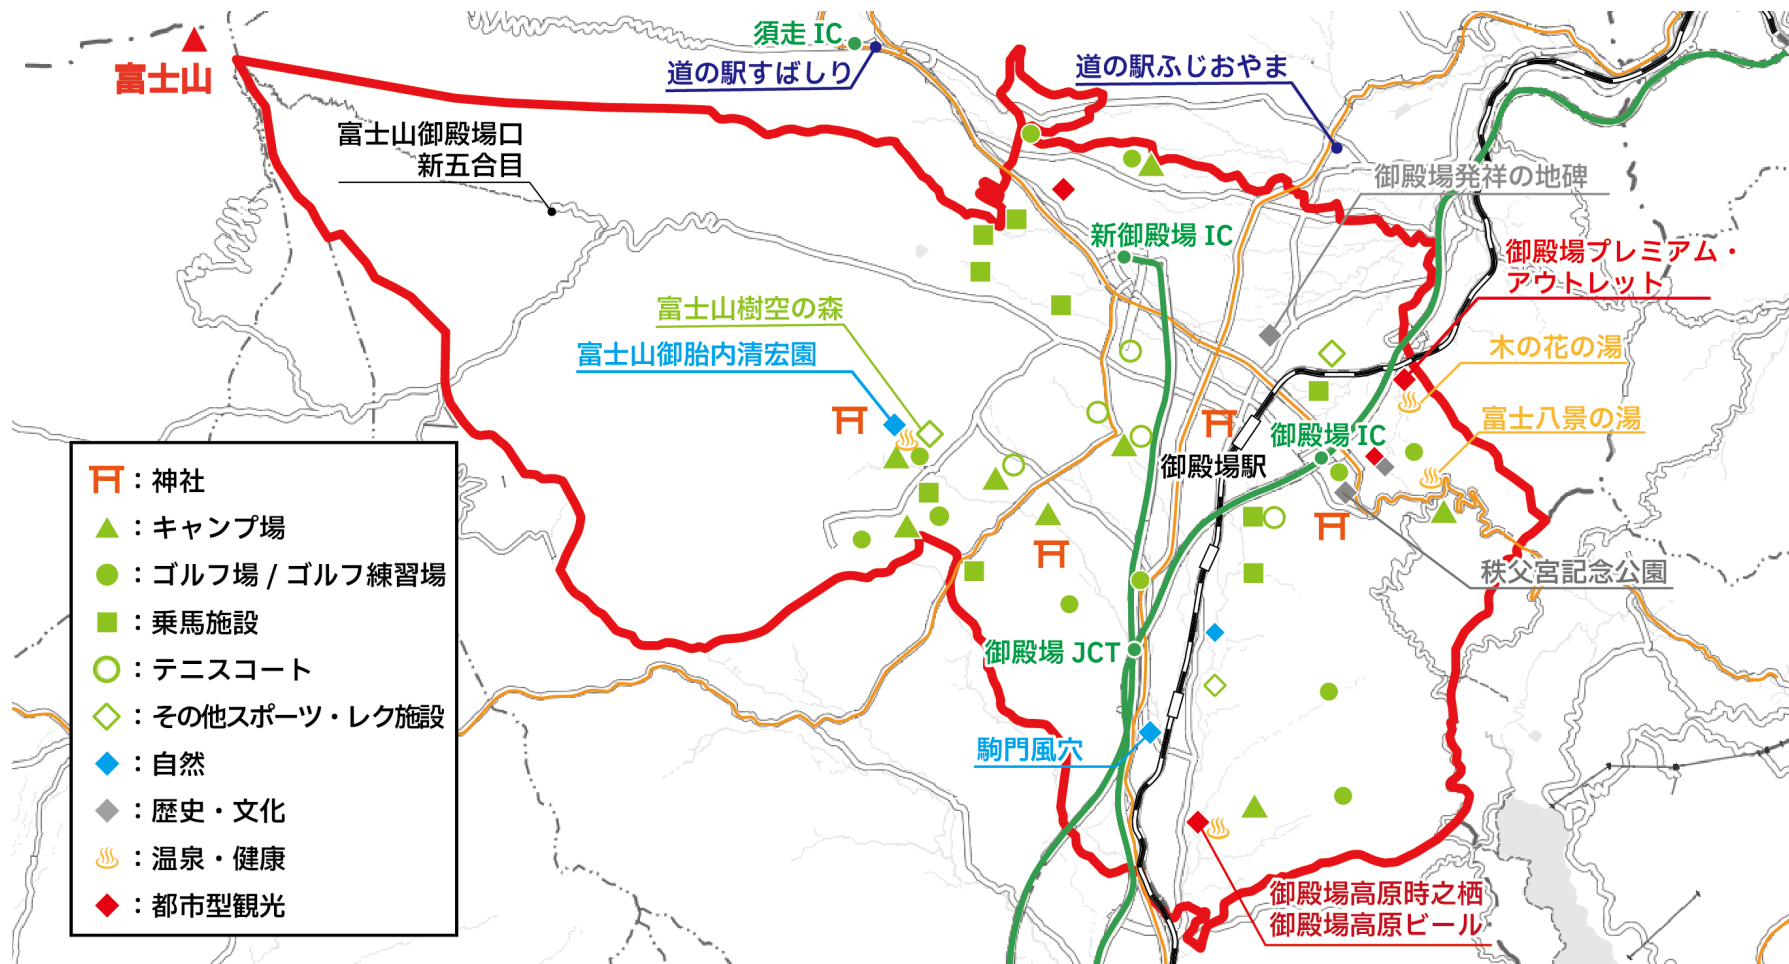 須走 IC
道の駅すばしり
道の駅ふじおやま
富士山
富士山御殿場口
新五合目
御殿場発祥の地碑
新御殿場 IC
御殿場プレミアム・
アウトレット
富士山樹空の森
富士山御胎内清宏園
木の花の湯
富士八景の湯
御殿場 IC
御殿場駅
秩父宮記念公園
御殿場 JCT
駒門風穴
御殿場高原時之栖
御殿場高原ビール
：神社
：キャンプ場
：ゴルフ場 / ゴルフ練習場
：乗馬施設
：テニスコート
：その他スポーツ・レク施設
：自然
：歴史・文化
：温泉・健康
：都市型観光